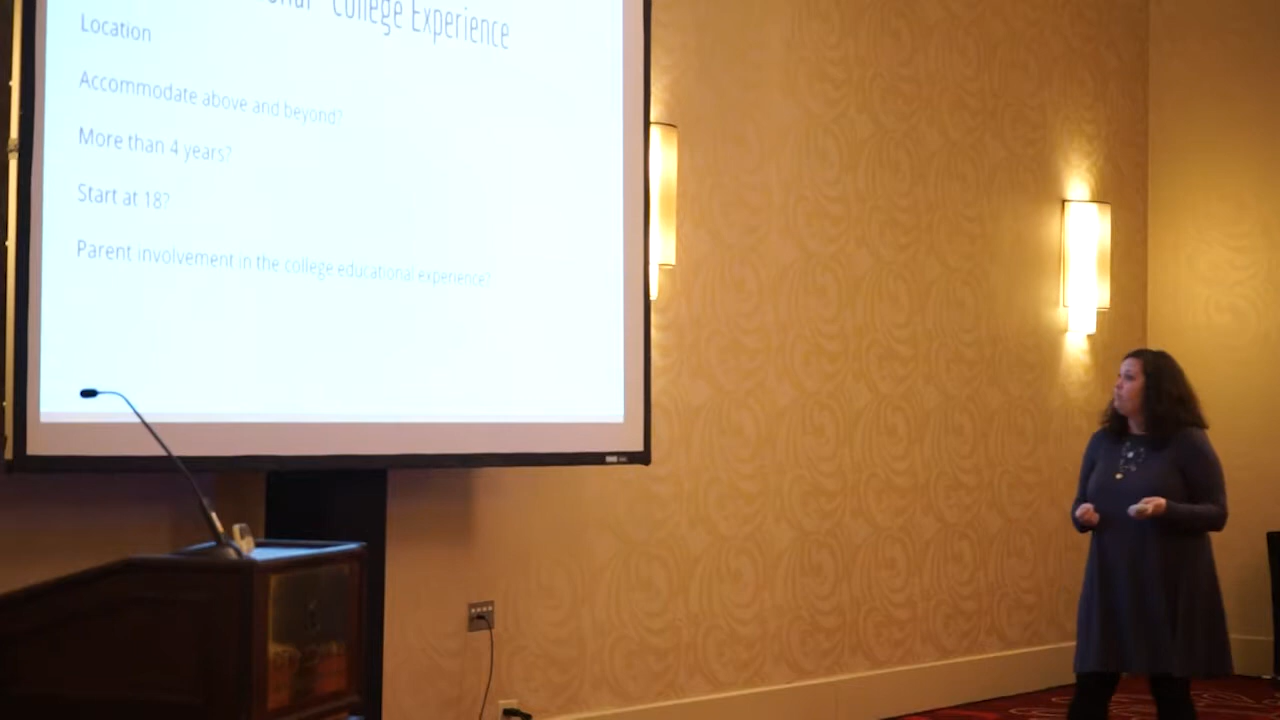 College Experience
Location
Accommodate above and beyond?
More than 4 years?
Start at 18?
Parent involvement in the college educational experience?